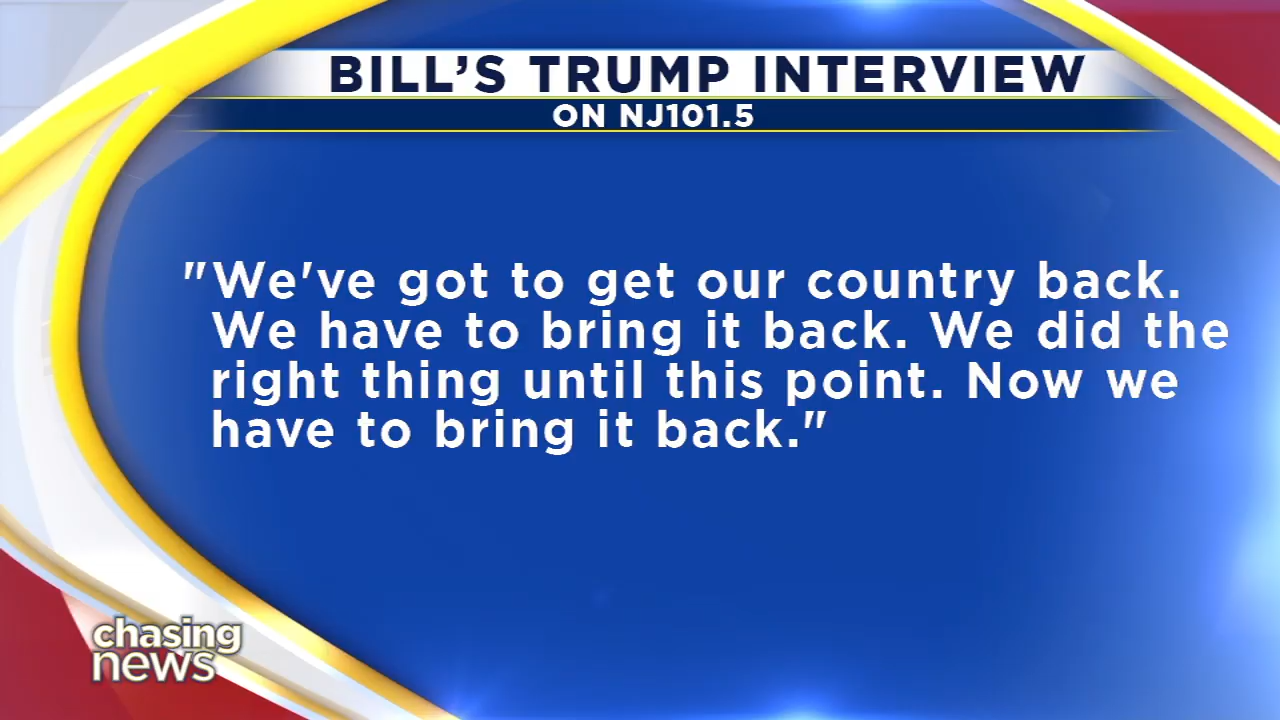 BILL'S TRUMP INTERVIEW
ON NJ101.5
"We've got to get our country back.
We have to bring it back. We did the
right thing until this point. Now we
have to bring it back."
chasing
news